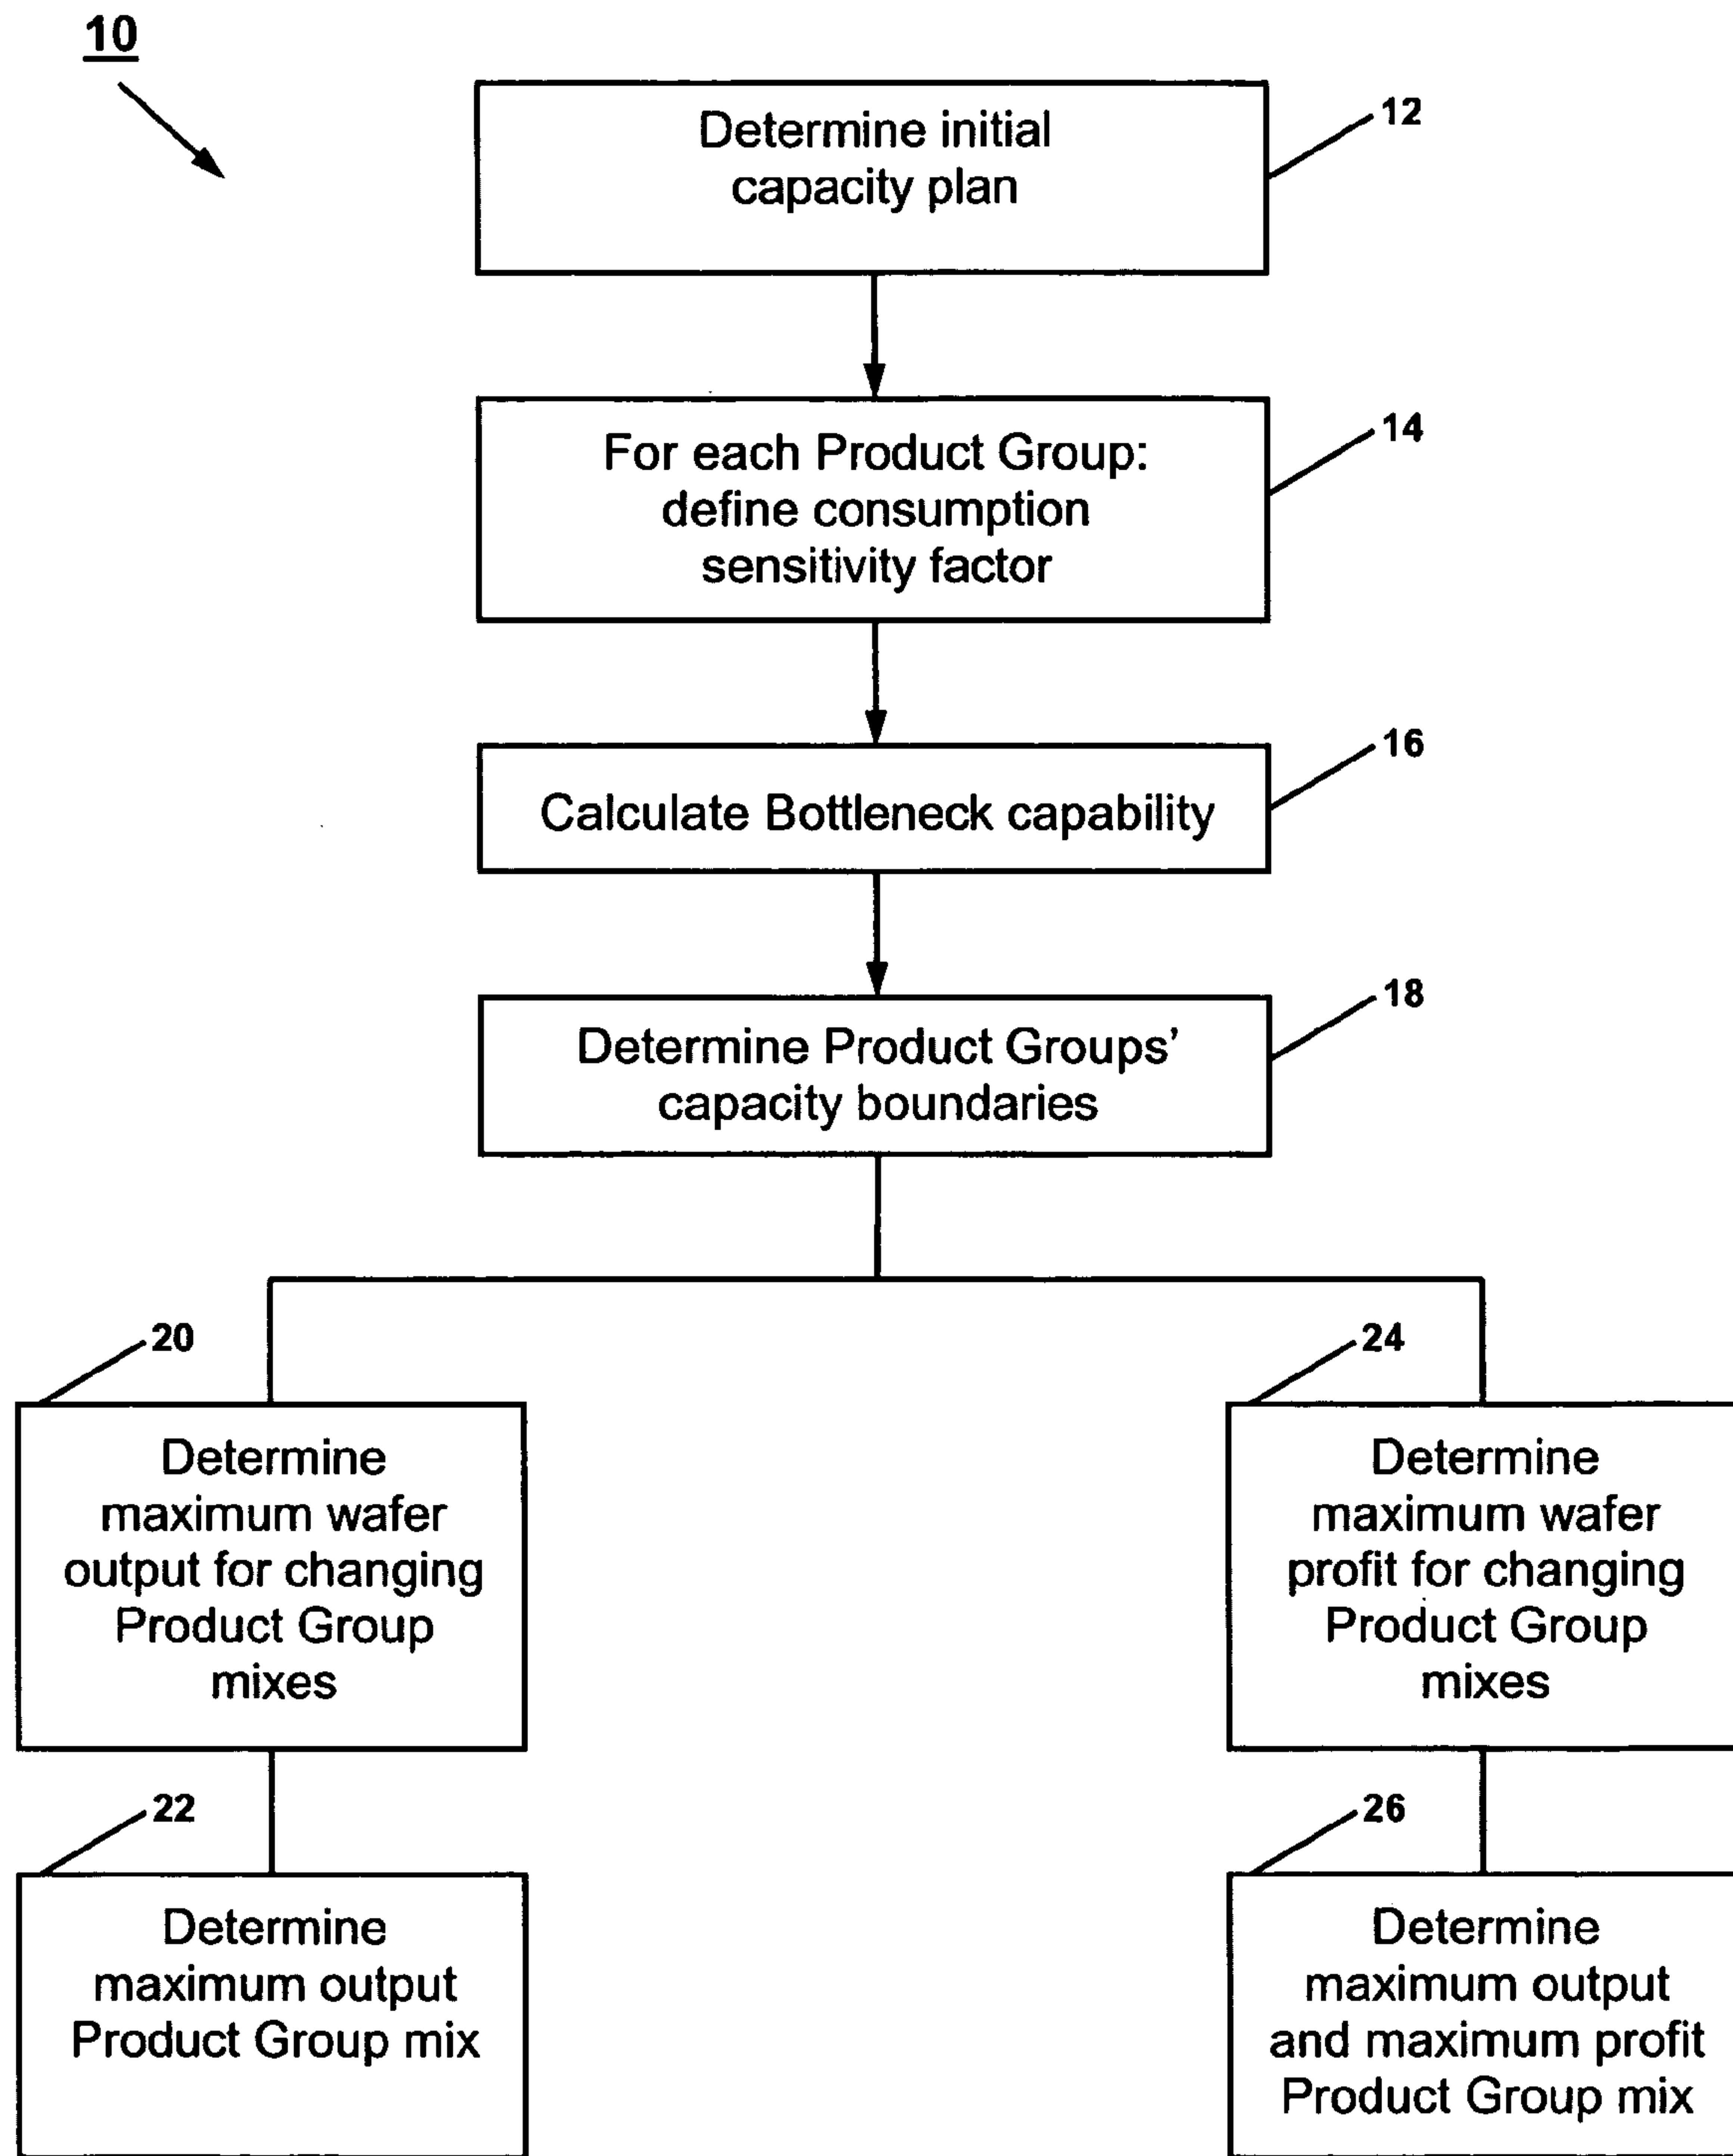 10
Determine initial
capacity plan
12
For each Product Group:
define consumption
sensitivity factor
14
Calculate Bottleneck capability
16
Determine Product Groups’
capacity boundaries
18
20
Determine
maximum wafer
output for changing
Product Group
mixes
24
Determine
maximum wafer
profit for changing
Product Group
mixes
22
Determine
maximum output
Product Group mix
26
Determine
maximum output
and maximum profit
Product Group mix